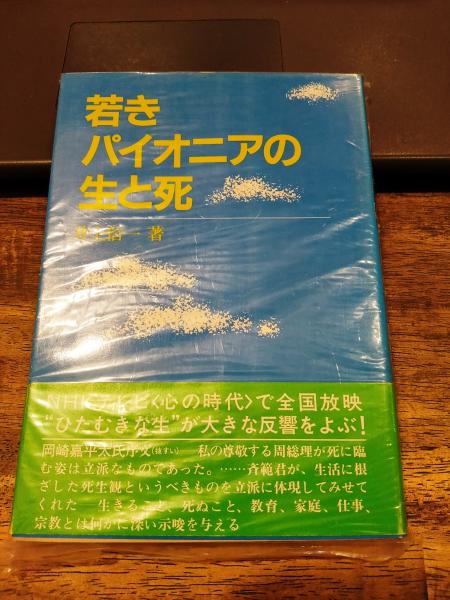 若き
パイオニアの
生と死
井上信一 著
NHKテレビ〈心の時代〉で全国放映
“ひたむきな生”が大きな反響をよぶ!
岡崎嘉平太氏序文(抜すい) 私の尊敬する周総理が死に臨
む姿は立派なものであった。……斉範君が、生活に根
ざした死生観というべきものを立派に体現してみせて
くれた 生きること、死ぬこと、教育、家庭、仕事、
宗教とは何かに深い示唆を与える